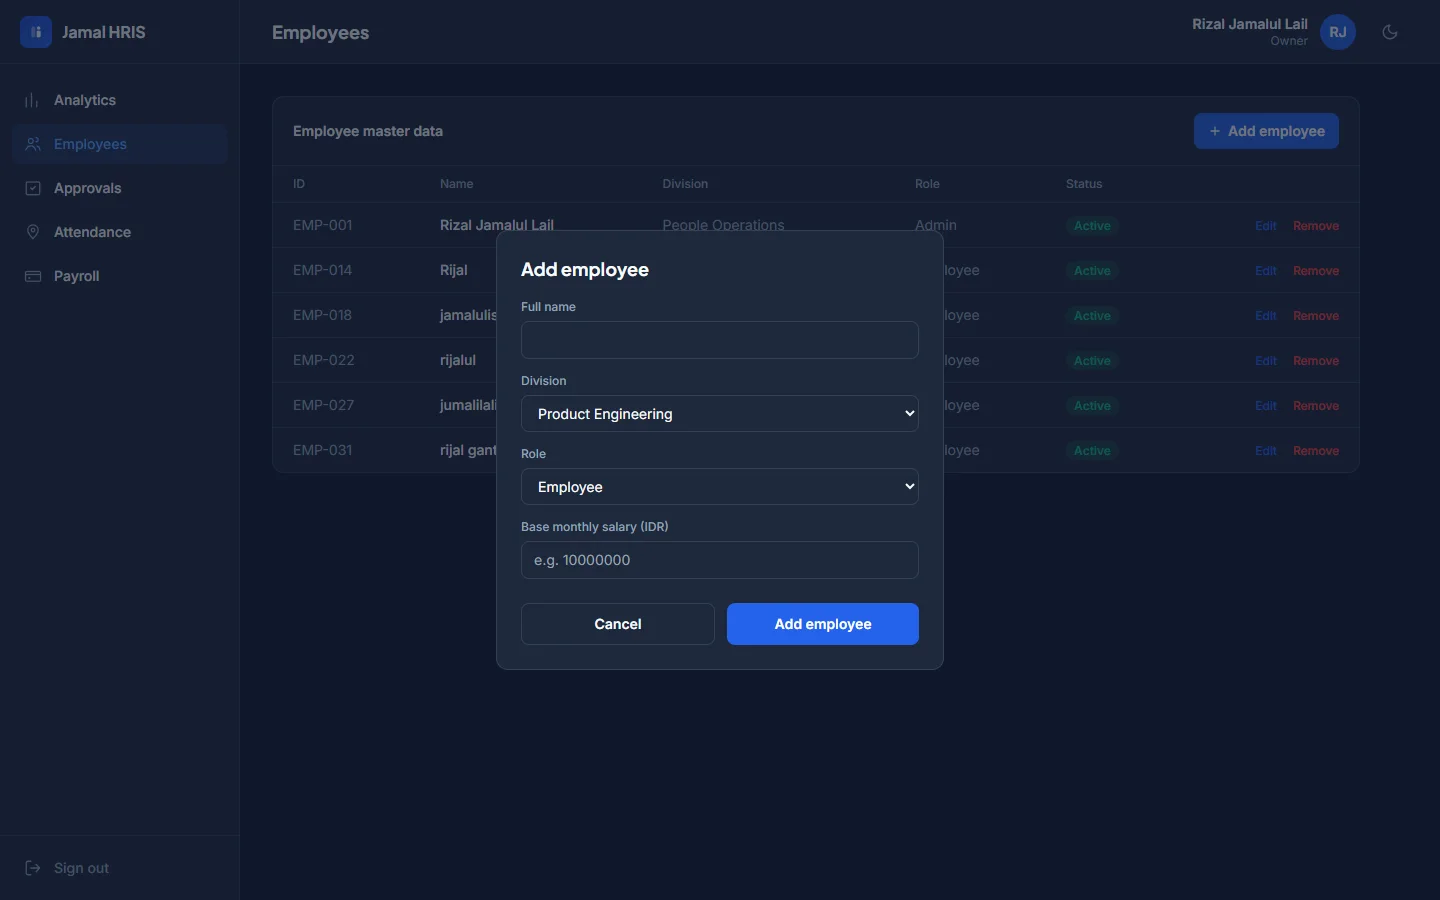 Jamal HRIS
Employees
Rizal Jamalul Lail
Owner
RJ
Analytics
Employees
Approvals
Attendance
Payroll
Sign out
Employee master data
+ Add employee
ID Name Division Role Status
EMP-001 Rizal Jamalul Lail People Operations Admin Active Edit Remove
EMP-014 Rijal loyee Active Edit Remove
EMP-018 jamalulis loyee Active Edit Remove
EMP-022 rijalul loyee Active Edit Remove
EMP-027 jumalilali loyee Active Edit Remove
EMP-031 rijal gant loyee Active Edit Remove
Add employee
Full name
Division
Product Engineering
Role
Employee
Base monthly salary (IDR)
e.g. 10000000
Cancel
Add employee